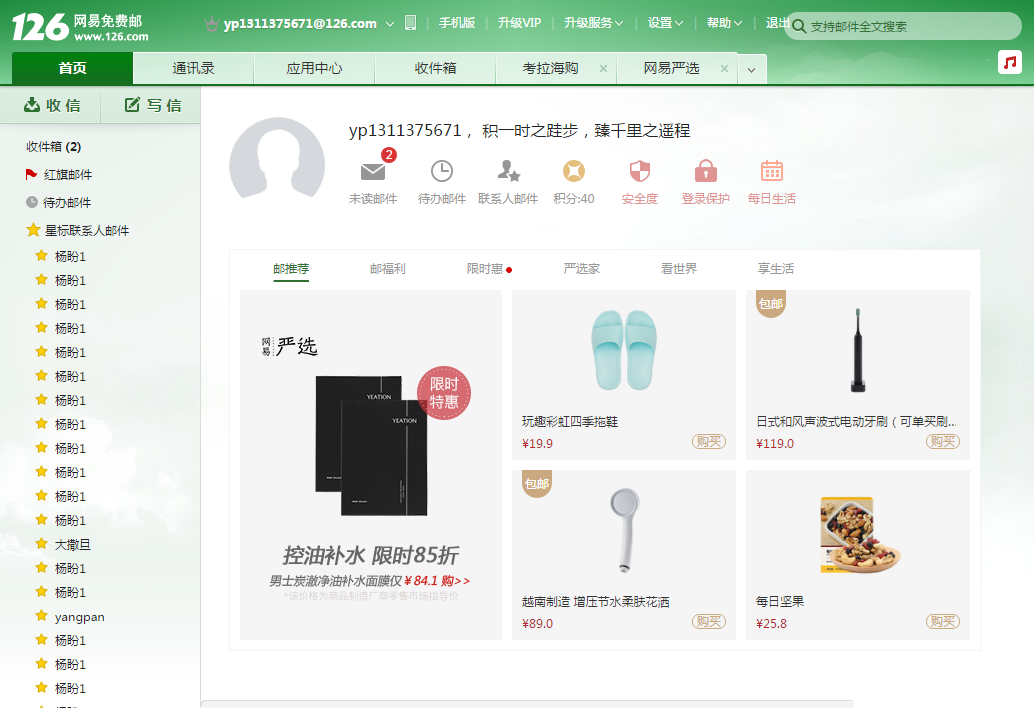 126 网易免费邮
www.126.com
yp1311375671@126.com 手机版 升级VIP 升级服务 设置 帮助 退出
支持邮件全文搜索
首页 通讯录 应用中心 收件箱 考拉海购 网易严选
收 信 写 信
收件箱 (2)
红旗邮件
待办邮件
星标联系人邮件
杨盼1
杨盼1
杨盼1
杨盼1
杨盼1
杨盼1
杨盼1
杨盼1
杨盼1
杨盼1
杨盼1
杨盼1
大撒旦
杨盼1
杨盼1
yangpan
杨盼1
杨盼1
杨盼1
yp1311375671 ，积一时之跬步，臻千里之遥程
2
未读邮件 待办邮件 联系人邮件 积分:40 安全度 登录保护 每日生活
邮推荐 邮福利 限时惠 严选家 看世界 享生活
网易 严选
限时
特惠
YEATION
YEATION
控油补水 限时85折
男士炭澈净油补水面膜仅￥84.1 购>>
*该价格为商品制造厂商零售市场指导价
玩趣彩虹四季拖鞋
¥19.9 购买
包邮
日式和风声波式电动牙刷（可单买刷...
¥119.0 购买
包邮
越南制造 增压节水柔肤花洒
¥89.0 购买
每日坚果
¥25.8 购买